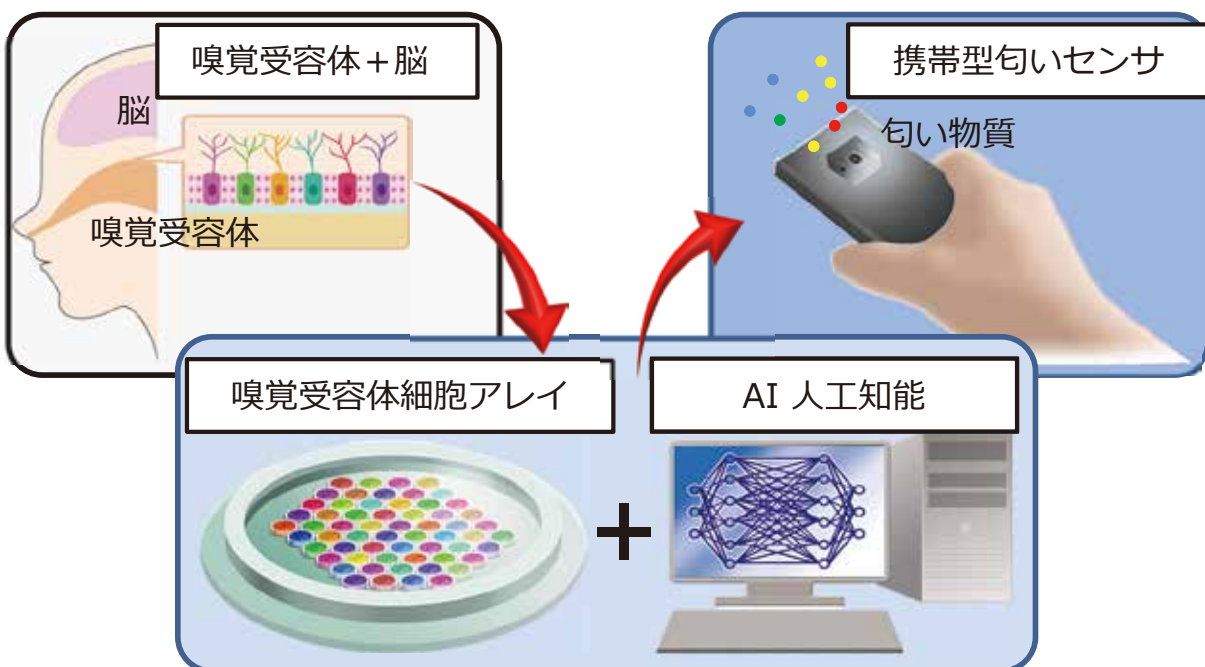 嗅覚受容体＋脳
脳
嗅覚受容体
携帯型匂いセンサ
匂い物質
嗅覚受容体細胞アレイ
AI 人工知能